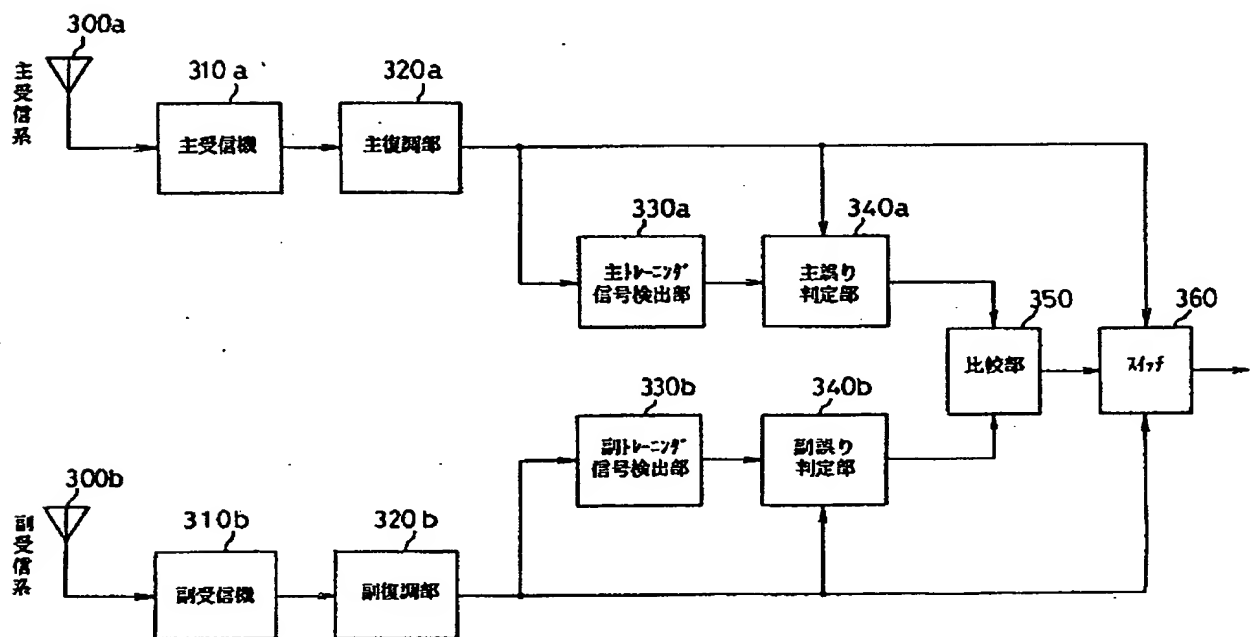 300a
主受信系
310a
320a
主受信機
主復調部
330a
340a
主トレーニング
信号検出部
主誤り
判定部
350
360
比較部
スイッチ
330b
340b
副トレーニング
信号検出部
副誤り
判定部
300b
副受信系
310b
320b
副受信機
副復調部